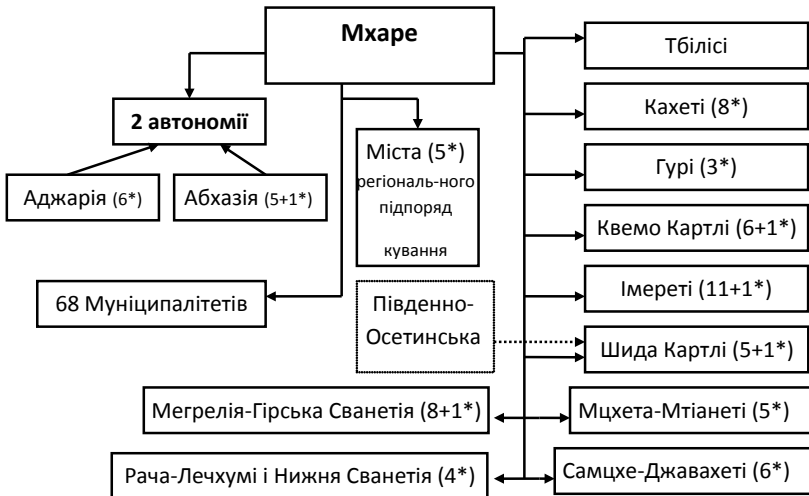 Мхаре
2 автономії
Аджарія (6*)
Абхазія (5+1*)
Міста (5*)
регіональ-ного
підпоряд
кування
68 Муніципалітетів
Південно-
Осетинська
Тбілісі
Кахеті (8*)
Гурі (3*)
Квемо Картлі (6+1*)
Імереті (11+1*)
Шида Картлі (5+1*)
Мегрелія-Гірська Сванетія (8+1*)
Мцхета-Мтіанеті (5*)
Рача-Лечхумі і Нижня Сванетія (4*)
Самцхе-Джавахеті (6*)